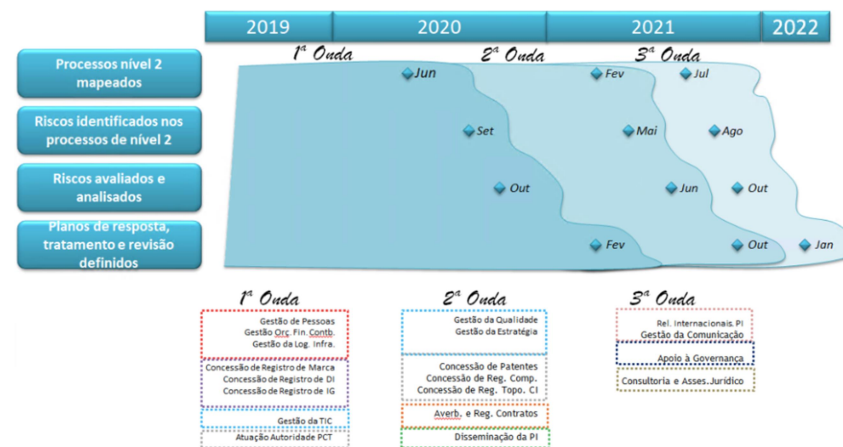 2019 2020 2021 2022
1ª Onda 2ª Onda 3ª Onda
Processos nível 2
mapeados
Jun Fev Jul
Riscos identificados nos
processos de nível 2
Set Mai Ago
Riscos avaliados e
analisados
Out Jun Out
Planos de resposta,
tratamento e revisão
definidos
Fev Out Jan
1ª Onda
Gestão de Pessoas
Gestão Orç. Fin. Contb.
Gestão da Log. Infra.
Concessão de Registro de Marca
Concessão de Registro de DI
Concessão de Registro de IG
Gestão da TIC
Atuação Autoridade PCT
2ª Onda
Gestão da Qualidade
Gestão da Estratégia
Concessão de Patentes
Concessão de Reg. Comp.
Concessão de Reg. Topo. CI
Averb. e Reg. Contratos
Disseminação da PI
3ª Onda
Rel. Internacionais. PI
Gestão da Comunicação
Apoio à Governança
Consultoria e Asses.Jurídico